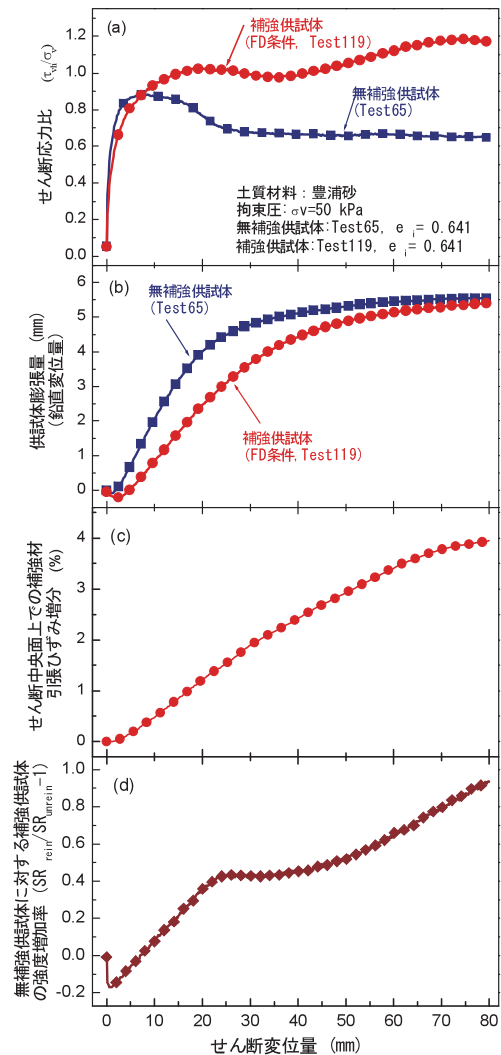 (a)
補強供試体
(FD条件, Test119)
無補強供試体
(Test65)
土質材料：豊浦砂
拘束圧：σv=50 kPa
無補強供試体：Test65, e i= 0.641
補強供試体：Test119, e i= 0.641
せん断応力比 (τvh/σv)
1.2
1.0
0.8
0.6
0.4
0.2
0.0
(b)
無補強供試体
(Test65)
補強供試体
(FD条件, Test119)
供試体膨張量 (mm)
(鉛直変位量)
6
5
4
3
2
1
0
(c)
せん断中央面上での補強材
引張ひずみ増分 (%)
4
3
2
1
0
(d)
無補強供試体に対する補強供試体
の強度増加率 (SR rein/SR unrein-1)
1.0
0.8
0.4
0.0
-0.2
0 10 20 30 40 50 60 70 80
せん断変位量 (mm)